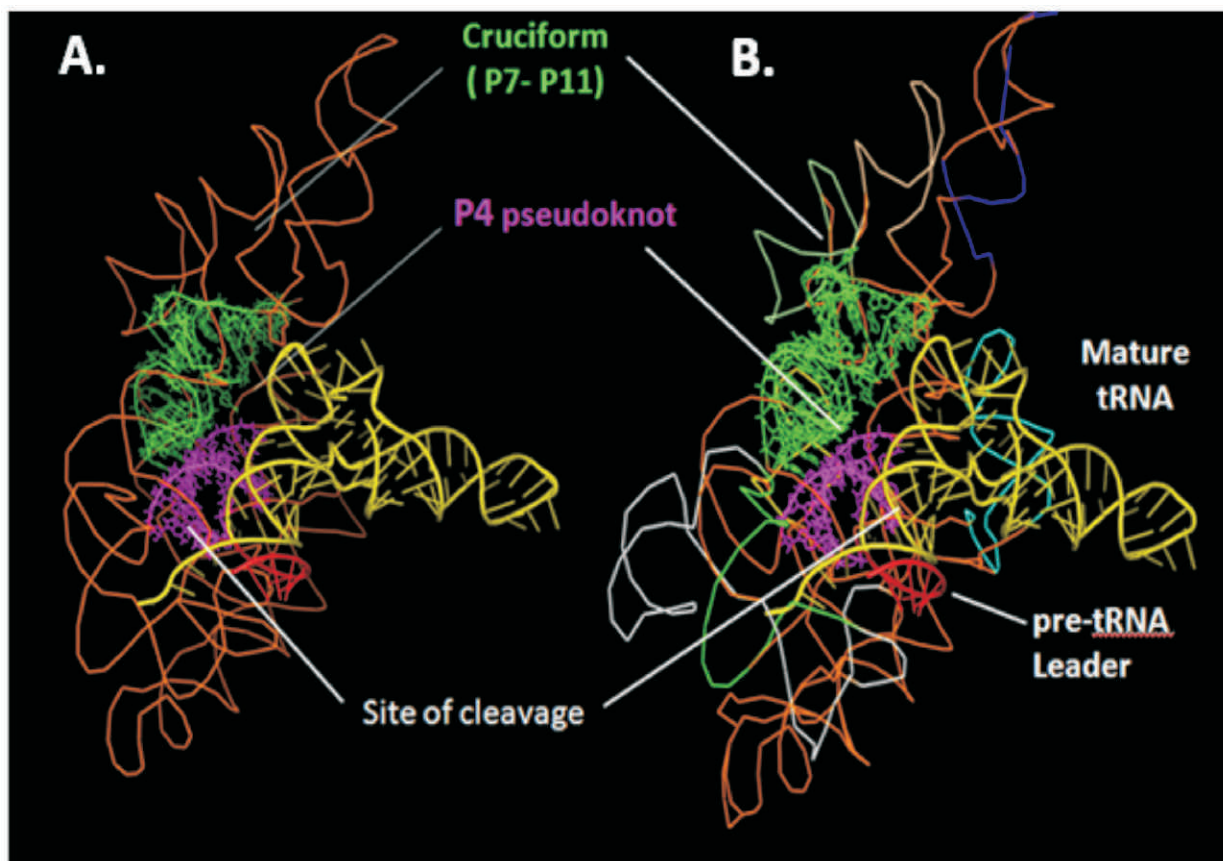 A.
Cruciform
( P7- P11)
B.
P4 pseudoknot
Mature
tRNA
pre-tRNA
Leader
Site of cleavage